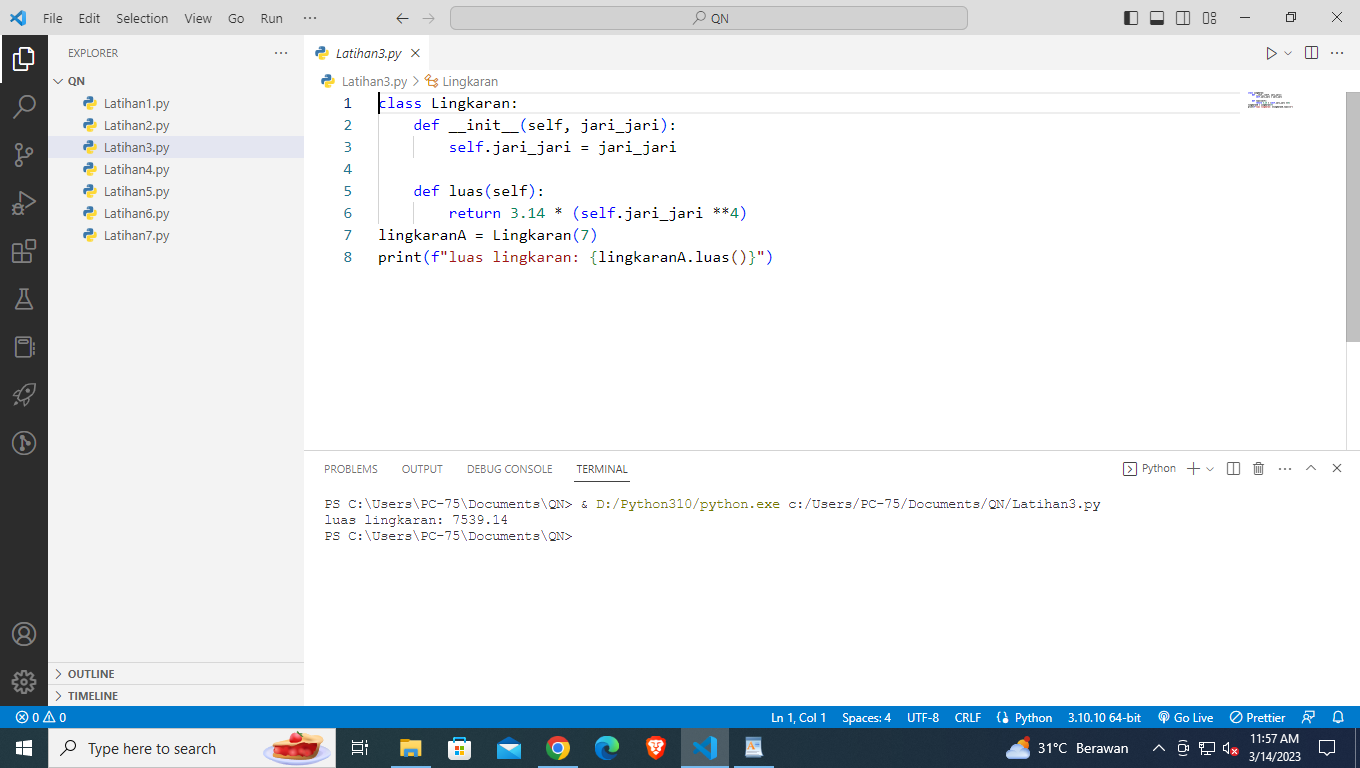 File Edit Selection View Go Run ···
QN
EXPLORER ···
QN
Latihan1.py
Latihan2.py
Latihan3.py
Latihan4.py
Latihan5.py
Latihan6.py
Latihan7.py
OUTLINE
TIMELINE
Latihan3.py
Latihan3.py > Lingkaran
1 class Lingkaran:
2     def __init__(self, jari_jari):
3         self.jari_jari = jari_jari
4
5     def luas(self):
6         return 3.14 * (self.jari_jari **4)
7 lingkaranA = Lingkaran(7)
8 print(f"luas lingkaran: {lingkaranA.luas()}")
PROBLEMS OUTPUT DEBUG CONSOLE TERMINAL
Python
PS C:\Users\PC-75\Documents\QN> & D:/Python310/python.exe c:/Users/PC-75/Documents/QN/Latihan3.py
luas lingkaran: 7539.14
PS C:\Users\PC-75\Documents\QN>
0 0 Ln 1, Col 1 Spaces: 4 UTF-8 CRLF Python 3.10.10 64-bit Go Live Prettier
Type here to search
31°C Berawan
11:57 AM
3/14/2023